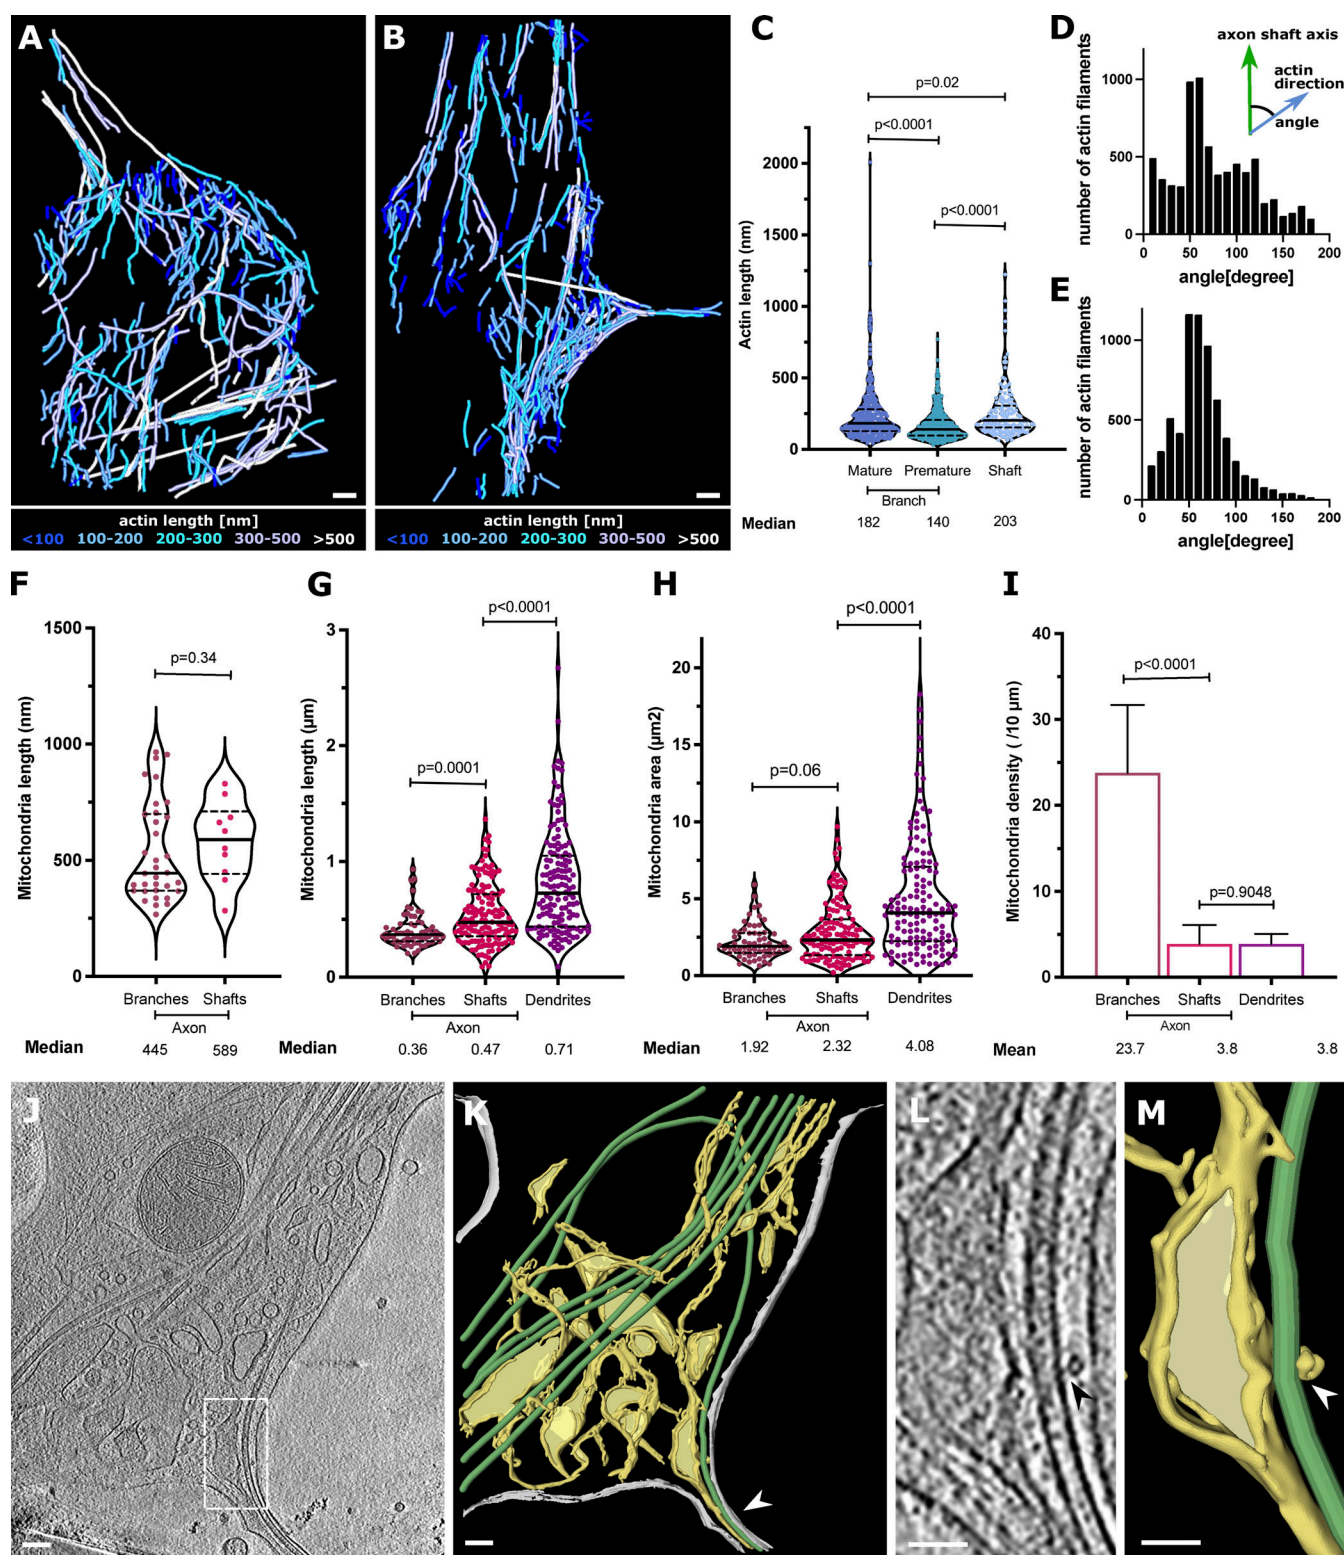 A
actin length [nm]
<100 100-200 200-300 300-500 >500
B
actin length [nm]
<100 100-200 200-300 300-500 >500
C
p=0.02
p<0.0001
p<0.0001
Actin length (nm)
2000
1500
1000
500
0
Mature Premature Shaft
Branch
Median 182 140 203
D
axon shaft axis
actin
direction
angle
number of actin filaments
1000
500
0
0 50 100 150 200
angle[degree]
E
number of actin filaments
1000
500
0
0 50 100 150 200
angle[degree]
F
p=0.34
Mitochondria length (nm)
1500
1000
500
0
Branches Shafts
Axon
Median 445 589
G
p<0.0001
p=0.0001
Mitochondria length (µm)
3
2
1
0
Branches Shafts Dendrites
Axon
Median 0.36 0.47 0.71
H
p<0.0001
p=0.06
Mitochondria area (µm2)
20
15
10
5
0
Branches Shafts Dendrites
Axon
Median 1.92 2.32 4.08
I
p<0.0001
p=0.9048
Mitochondria density ( /10 µm)
40
30
20
10
0
Branches Shafts Dendrites
Axon
Mean 23.7 3.8 3.8
J
K
L
M